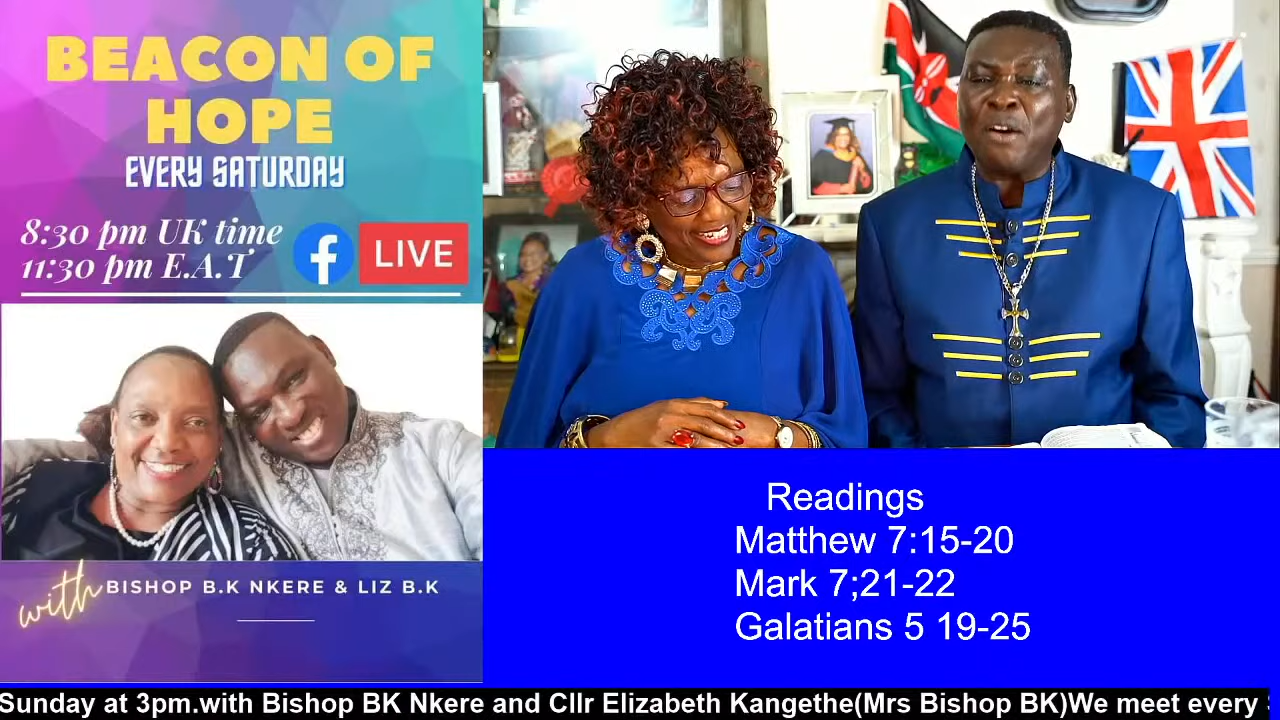 BEACON OF
HOPE
EVERY SATURDAY
8:30 pm UK time
11:30 pm E.A.T
f LIVE
with BISHOP B.K NKERE & LIZ B.K
Readings
Matthew 7:15-20
Mark 7;21-22
Galatians 5 19-25
Sunday at 3pm.with Bishop BK Nkere and Cllr Elizabeth Kangethe(Mrs Bishop BK)We meet every